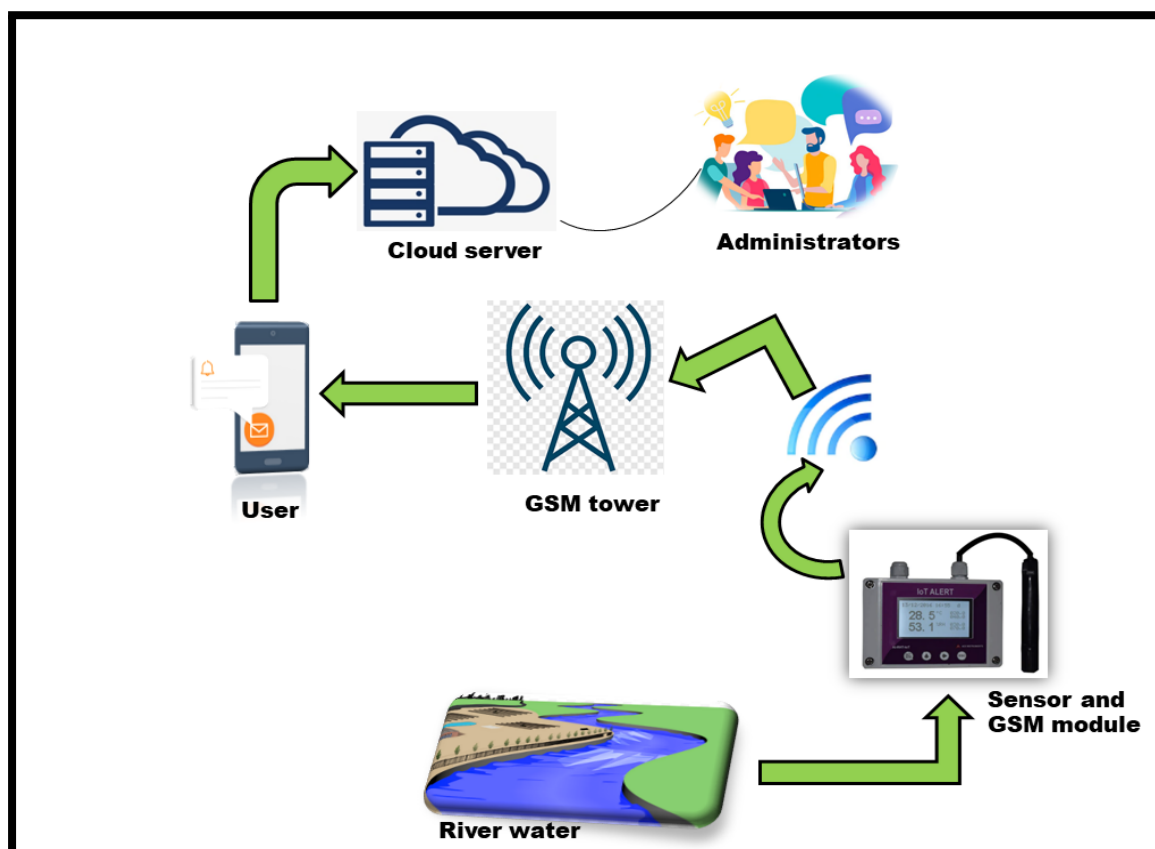 Cloud server
Administrators
User
GSM tower
IoT ALERT
28.5
53.1
Sensor and
GSM module
River water